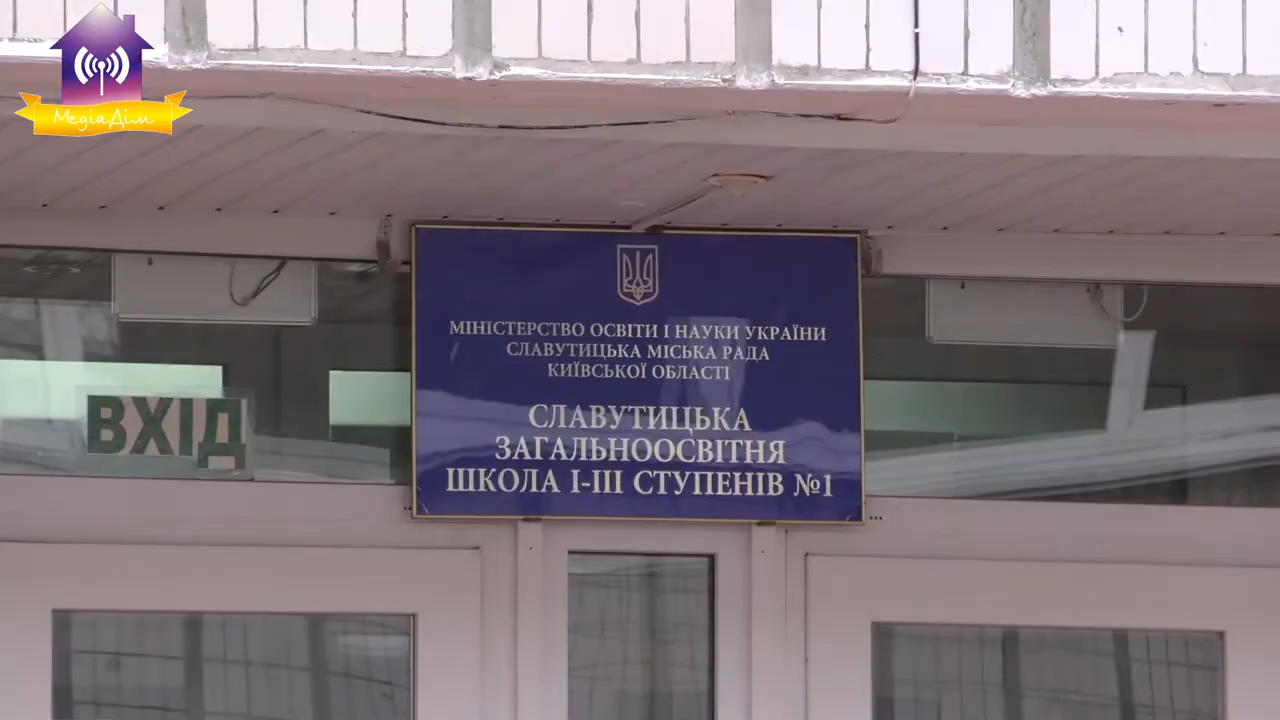 МедіаДім
МІНІСТЕРСТВО ОСВІТИ І НАУКИ УКРАЇНИ
СЛАВУТИЦЬКА МІСЬКА РАДА
КИЇВСЬКОЇ ОБЛАСТІ
СЛАВУТИЦЬКА
ЗАГАЛЬНООСВІТНЯ
ШКОЛА І-ІІІ СТУПЕНІВ №1
ВХІД